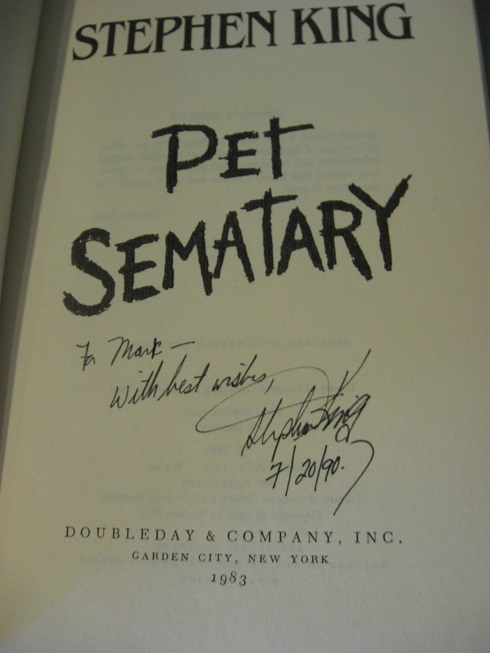 STEPHEN KING
PET
SEMATARY
For Mark —
With best wishes,
Stephen King
7/20/90.
DOUBLEDAY & COMPANY, INC.
GARDEN CITY, NEW YORK
1983